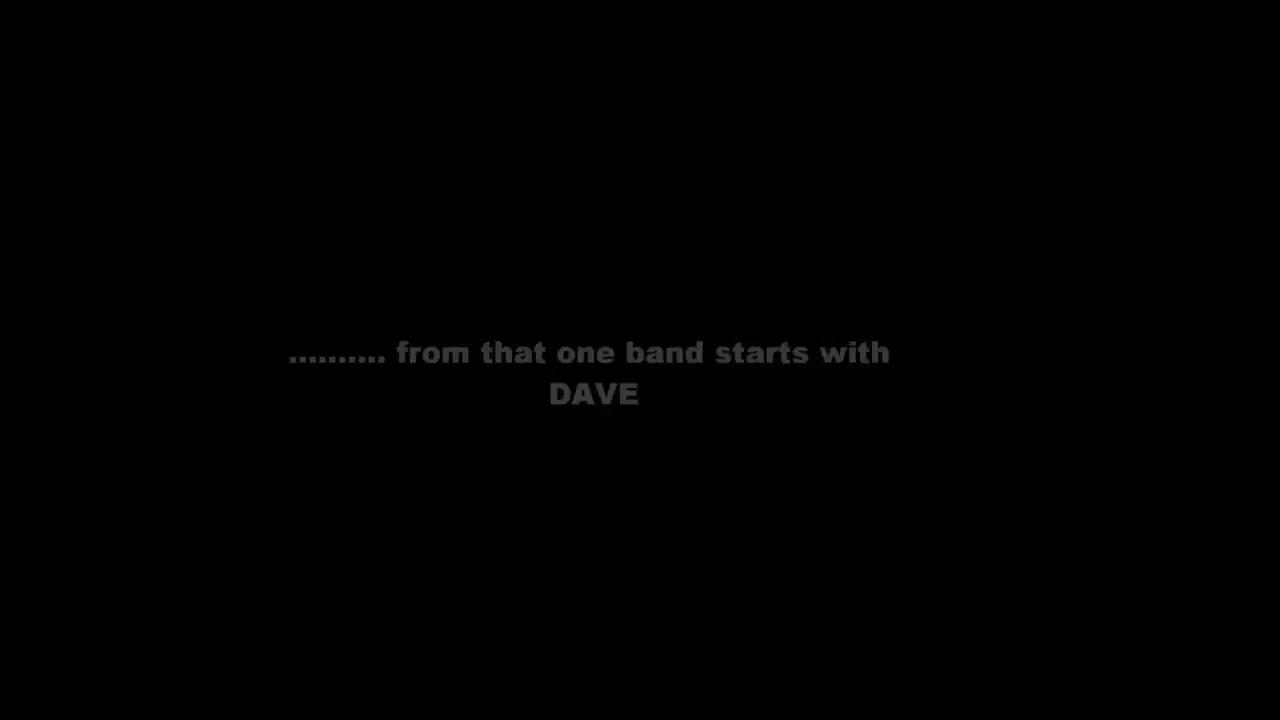 .......... from that one band starts with
DAVE